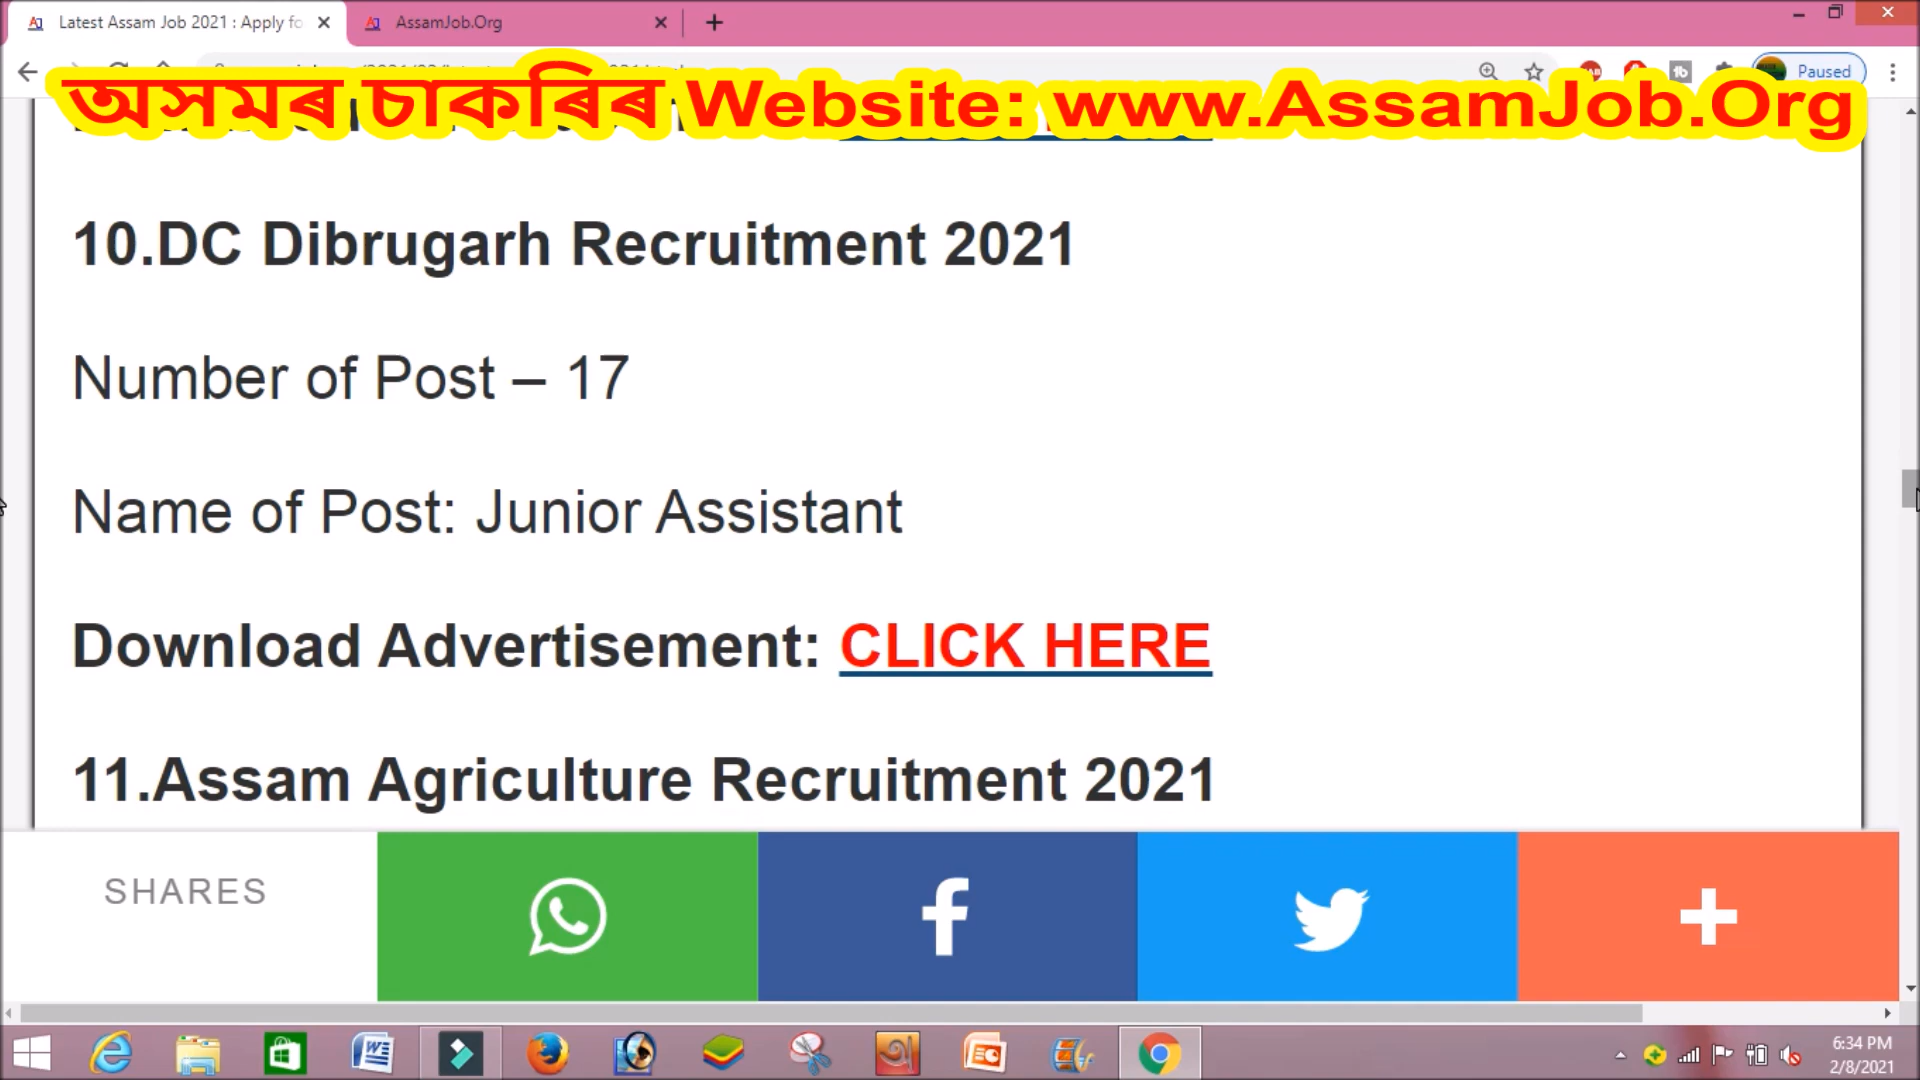 Latest Assam Job 2021 : Apply fo
AssamJob.Org
Paused
অসমৰ চাকৰিৰ Website: www.AssamJob.Org
10.DC Dibrugarh Recruitment 2021
Number of Post – 17
Name of Post: Junior Assistant
Download Advertisement: CLICK HERE
11.Assam Agriculture Recruitment 2021
SHARES
6:34 PM
2/8/2021